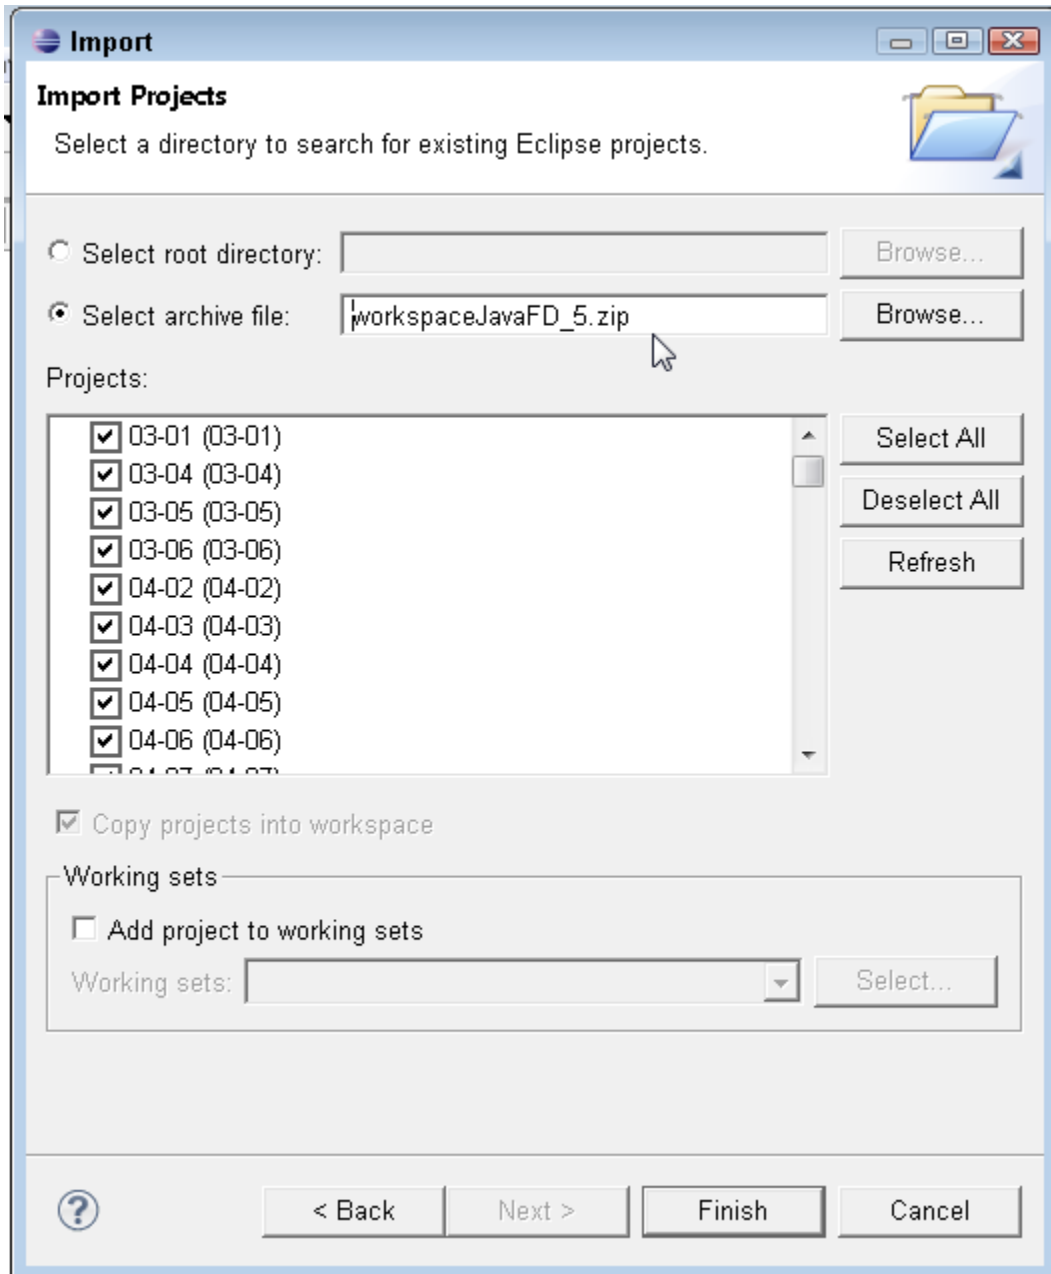 Import
Import Projects
Select a directory to search for existing Eclipse projects.
Select root directory: Browse...
Select archive file: workspaceJavaFD_5.zip Browse...
Projects:
03-01 (03-01) Select All
03-04 (03-04)
03-05 (03-05) Deselect All
03-06 (03-06) Refresh
04-02 (04-02)
04-03 (04-03)
04-04 (04-04)
04-05 (04-05)
04-06 (04-06)
04-07 (04-07)
Copy projects into workspace
Working sets
Add project to working sets
Working sets: Select...
? < Back Next > Finish Cancel